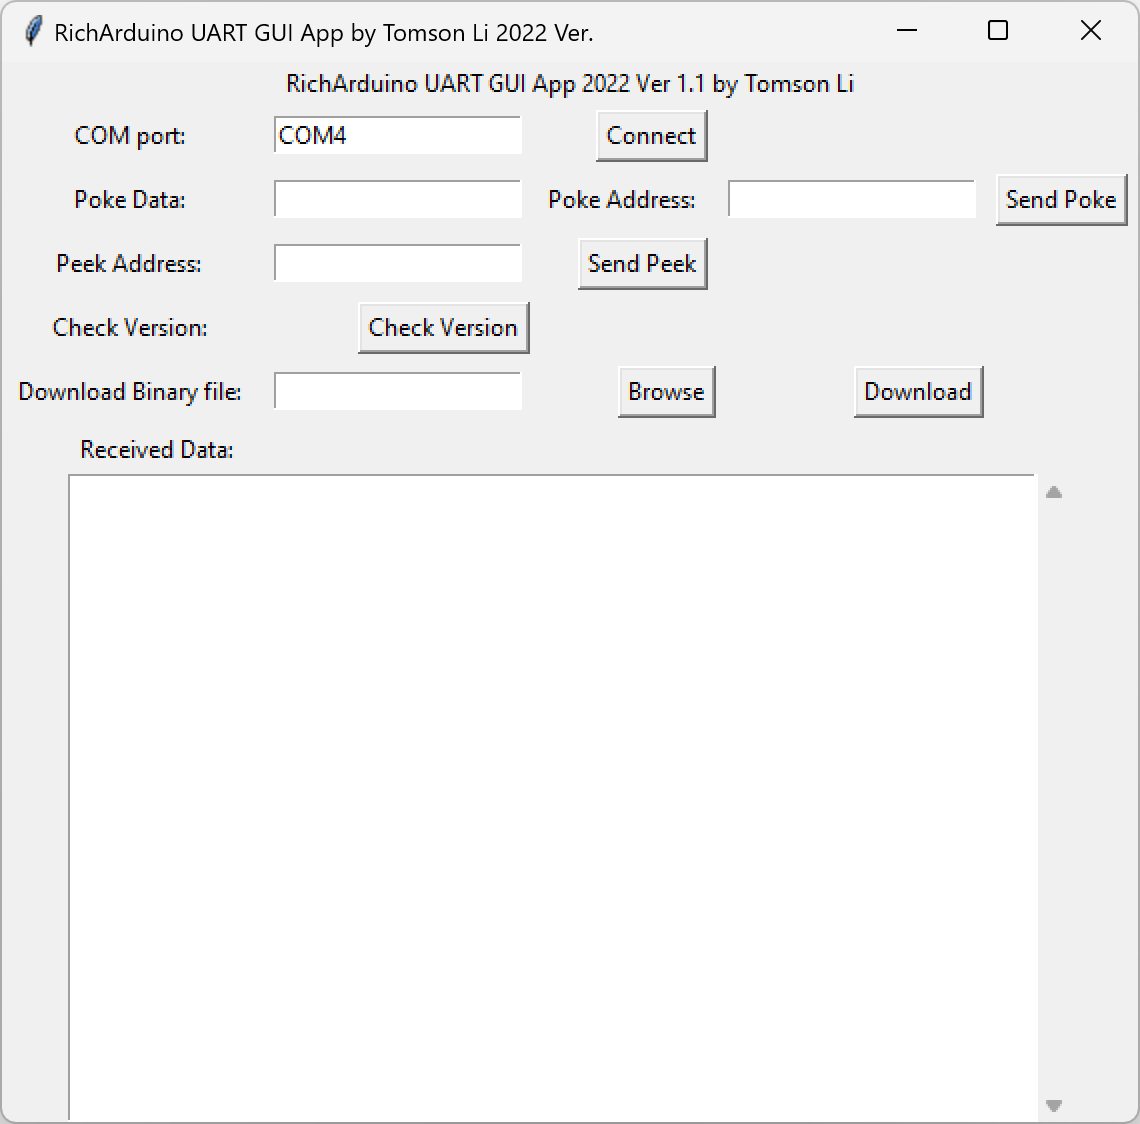 RichArduino UART GUI App by Tomson Li 2022 Ver.
RichArduino UART GUI App 2022 Ver 1.1 by Tomson Li
COM port: COM4 Connect
Poke Data: Poke Address: Send Poke
Peek Address: Send Peek
Check Version: Check Version
Download Binary file: Browse Download
Received Data: